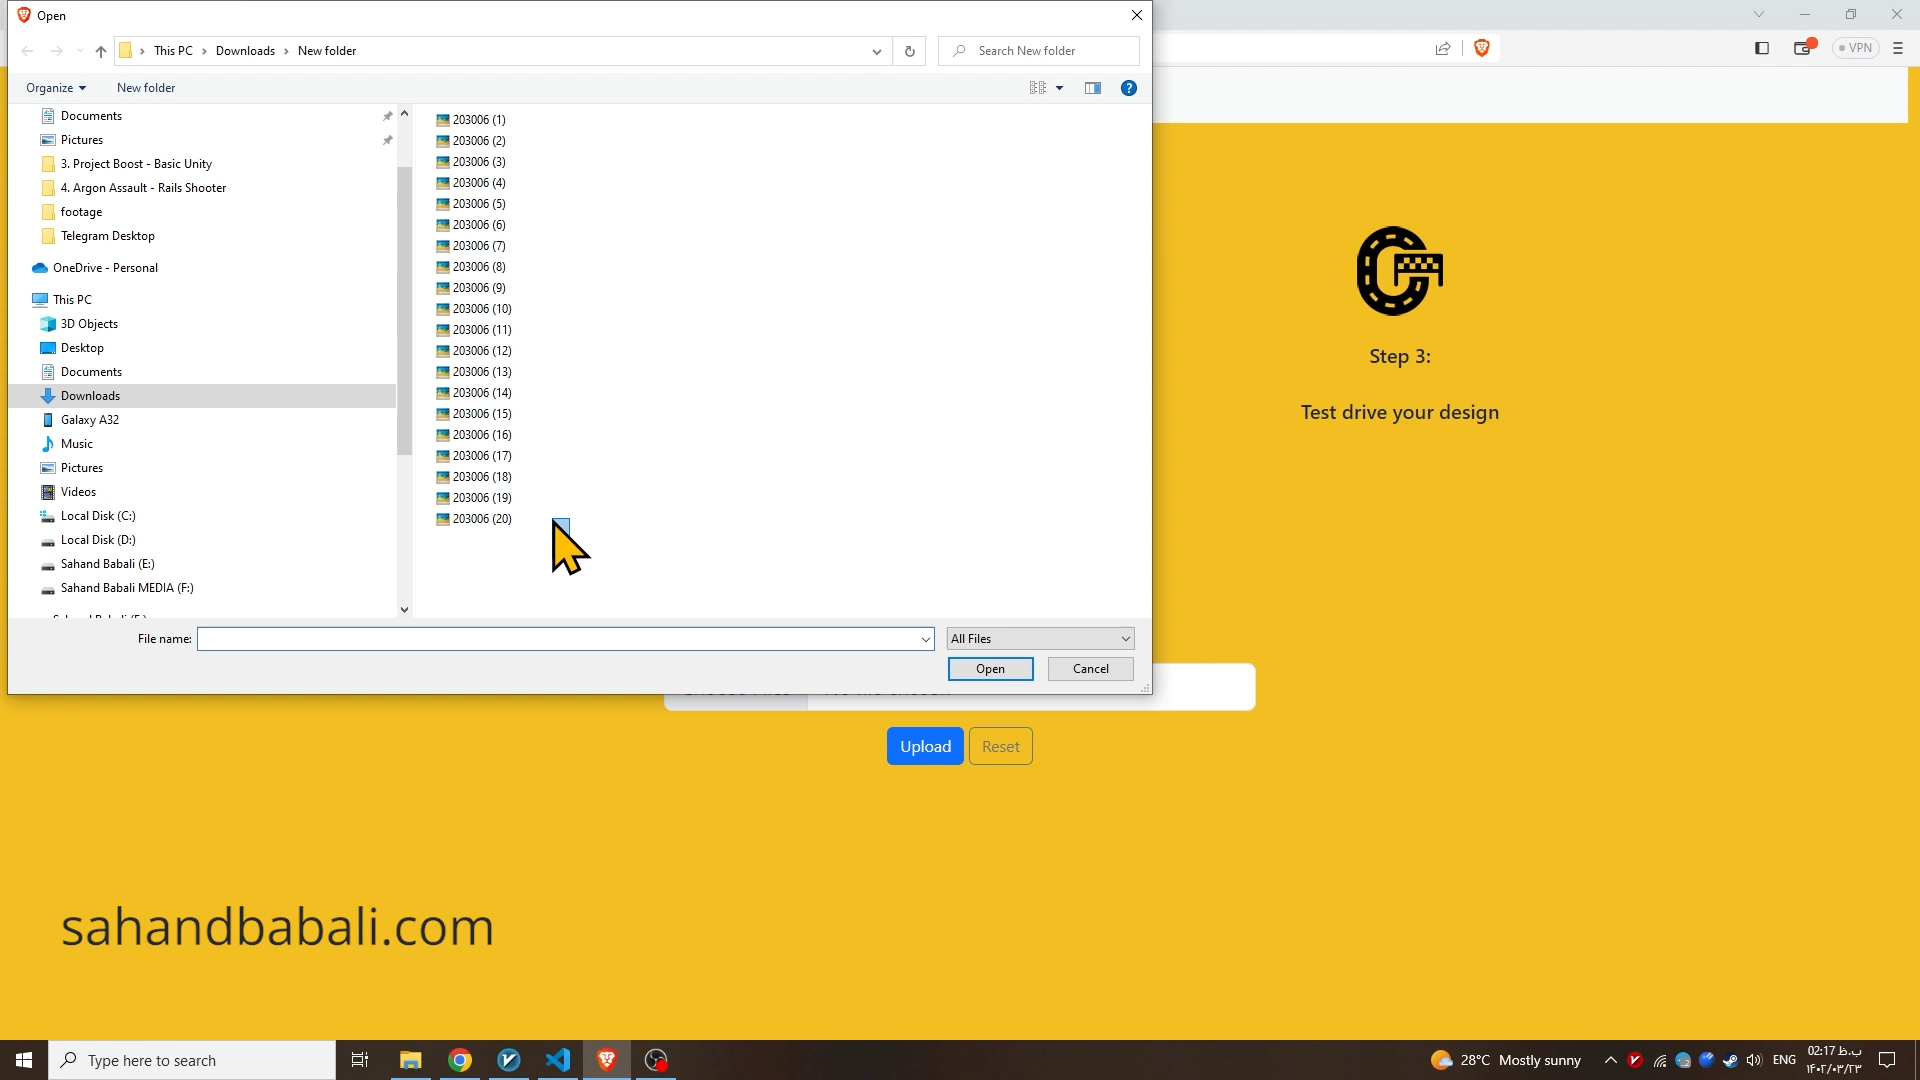 Open
This PC > Downloads > New folder
Search New folder
VPN
Organize
New folder
Documents
Pictures
3. Project Boost - Basic Unity
4. Argon Assault - Rails Shooter
footage
Telegram Desktop
OneDrive - Personal
This PC
3D Objects
Desktop
Documents
Downloads
Galaxy A32
Music
Pictures
Videos
Local Disk (C:)
Local Disk (D:)
Sahand Babali (E:)
Sahand Babali MEDIA (F:)
203006 (1)
203006 (2)
203006 (3)
203006 (4)
203006 (5)
203006 (6)
203006 (7)
203006 (8)
203006 (9)
203006 (10)
203006 (11)
203006 (12)
203006 (13)
203006 (14)
203006 (15)
203006 (16)
203006 (17)
203006 (18)
203006 (19)
203006 (20)
File name:
All Files
Open
Cancel
Step 3:
Test drive your design
Upload
Reset
sahandbabali.com
Type here to search
28°C Mostly sunny
ENG
02:17 ب.ظ
۱۴۰۲/۰۳/۲۳